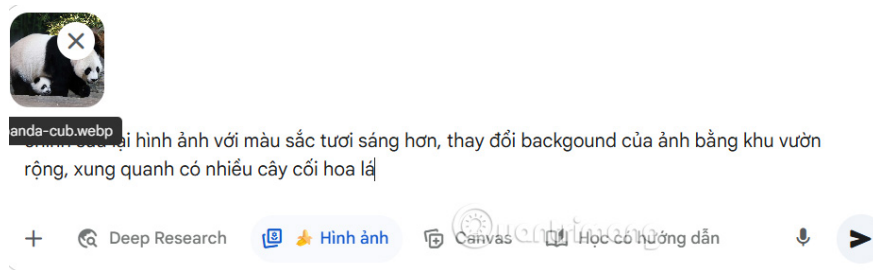 anda-cub.webp
lại hình ảnh với màu sắc tươi sáng hơn, thay đổi backgound của ảnh bằng khu vườn
rộng, xung quanh có nhiều cây cối hoa lá
Deep Research Hình ảnh Canvas Học có hướng dẫn
Quantrimang